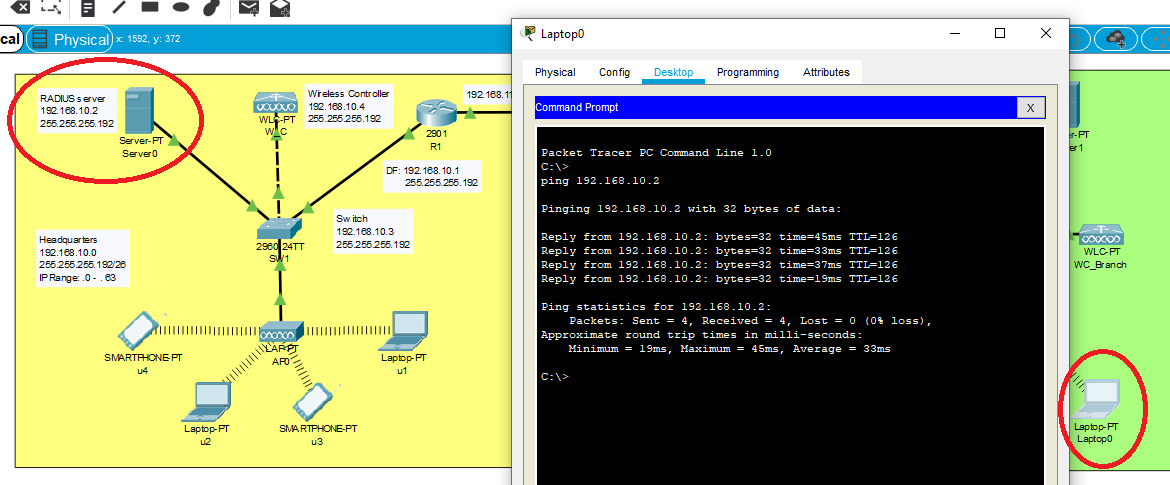 cal
Physical
x: 1592, y: 372
RADIUS server
192.168.10.2
255.255.255.192
Server-PT
Server0
Wireless Controller
192.168.10.4
255.255.255.192
WLC-PT
192.168.11
2901
R1
DF: 192.168.10.1
255.255.255.192
Switch
192.168.10.3
255.255.255.192
2960-24TT
SW1
Headquarters
192.168.10.0
255.255.255.192/26
IP Range: .0 - . 63
SMARTPHONE-PT
u4
LAP-PT
AP0
Laptop-PT
u1
Laptop-PT
u2
SMARTPHONE-PT
u3
Laptop0
Physical
Config
Desktop
Programming
Attributes
Command Prompt
X
Packet Tracer PC Command Line 1.0
C:\>
ping 192.168.10.2
Pinging 192.168.10.2 with 32 bytes of data:
Reply from 192.168.10.2: bytes=32 time=45ms TTL=126
Reply from 192.168.10.2: bytes=32 time=33ms TTL=126
Reply from 192.168.10.2: bytes=32 time=37ms TTL=126
Reply from 192.168.10.2: bytes=32 time=19ms TTL=126
Ping statistics for 192.168.10.2:
Packets: Sent = 4, Received = 4, Lost = 0 (0% loss),
Approximate round trip times in milli-seconds:
Minimum = 19ms, Maximum = 45ms, Average = 33ms
C:\>
er-PT
er1
WLC-PT
WC_Branch
Laptop-PT
Laptop0